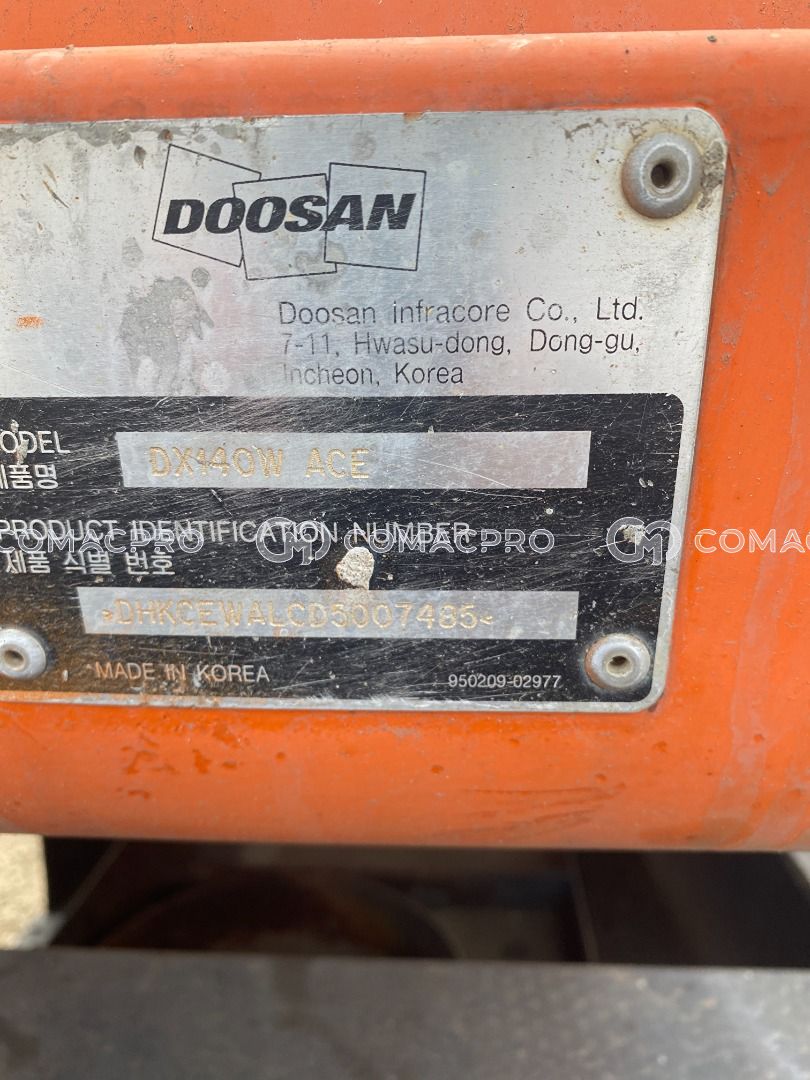 DOOSAN
Doosan infracore Co., Ltd.
7-11, Hwasu-dong, Dong-gu,
Incheon, Korea
ODEL
DX140W ACE
제품명
PRODUCT IDENTIFICATION NUMBER
COMACPRO COMACPRO COMAC
제품 식별 번호
*DHKCEWALCD5007485*
MADE IN KOREA
950209-02977